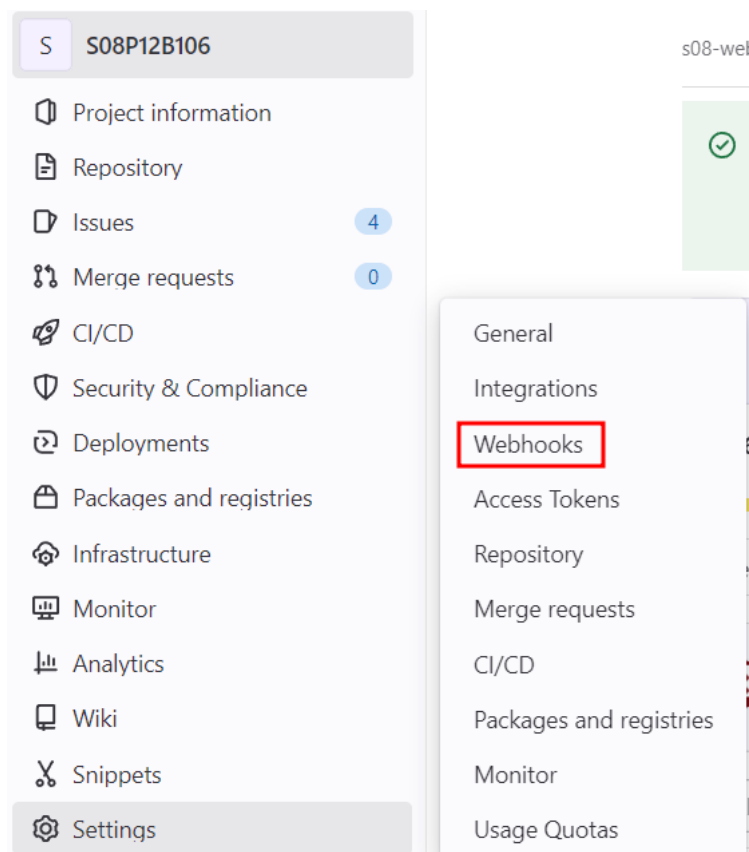 S S08P12B106
s08-web
Project information
Repository
Issues 4
Merge requests 0
CI/CD
Security & Compliance
Deployments
Packages and registries
Infrastructure
Monitor
Analytics
Wiki
Snippets
Settings
General
Integrations
Webhooks
Access Tokens
Repository
Merge requests
CI/CD
Packages and registries
Monitor
Usage Quotas